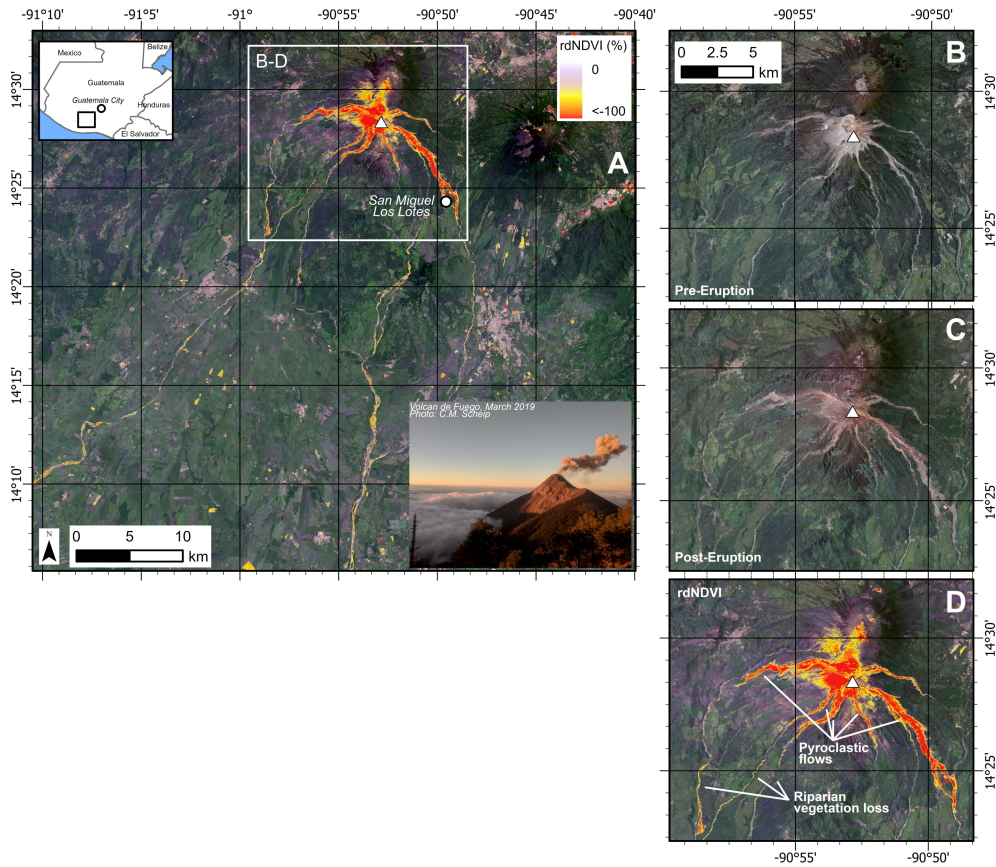 -91°10'
-91°5'
-91°
-90°55'
-90°50'
-90°45'
-90°40'
14°30'
14°25'
14°20'
14°15'
14°10'
Mexico
Belize
Guatemala
Guatemala City
Honduras
El Salvador
B-D
rdNDVI (%)
0
<-100
A
San Miguel
Los Lotes
N
0 5 10
km
Volcan de Fuego, March 2019
Photo: C.M. Scheip
-90°55'
-90°50'
0 2.5 5
km
B
14°30'
14°25'
Pre-Eruption
C
14°30'
14°25'
Post-Eruption
rdNDVI
D
14°30'
14°25'
Pyroclastic
flows
Riparian
vegetation loss
-90°55'
-90°50'